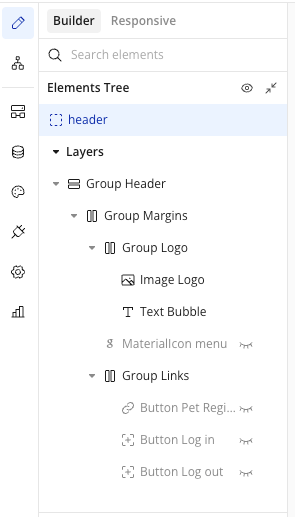 Builder Responsive
Search elements
Elements Tree
header
Layers
Group Header
Group Margins
Group Logo
Image Logo
Text Bubble
MaterialIcon menu
Group Links
Button Pet Regi...
Button Log in
Button Log out